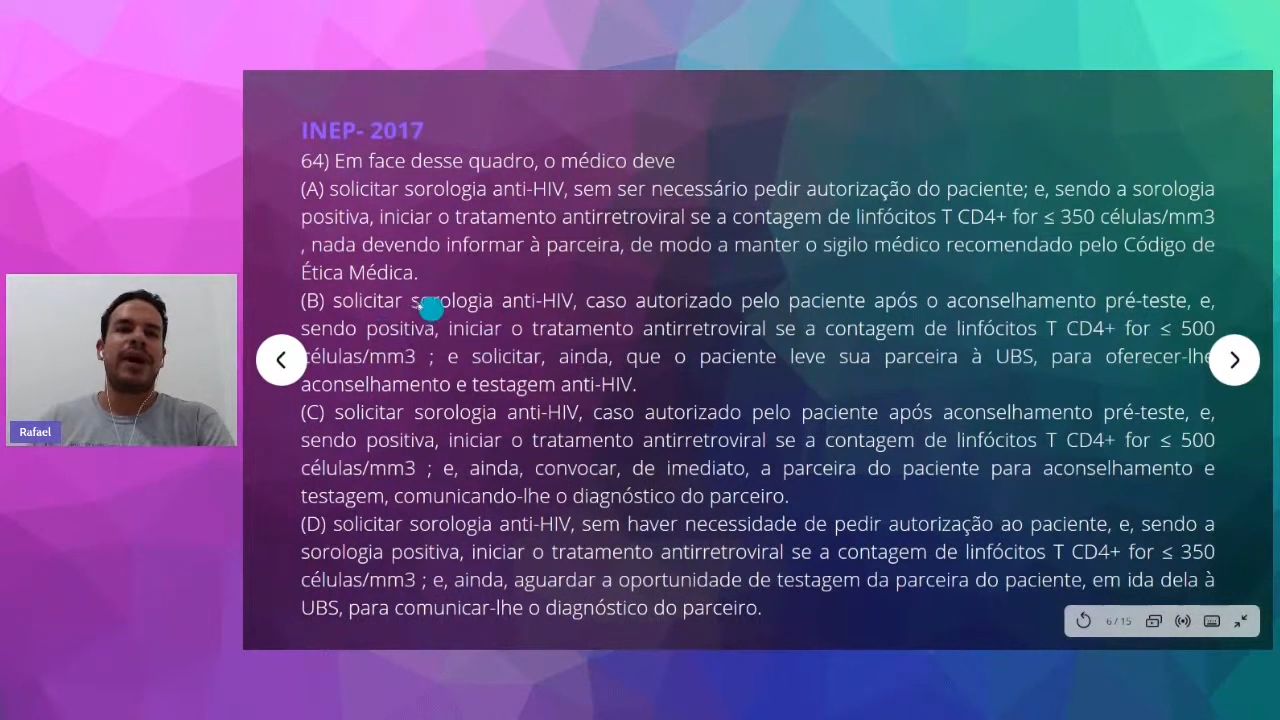 INEP- 2017
64) Em face desse quadro, o médico deve
(A) solicitar sorologia anti-HIV, sem ser necessário pedir autorização do paciente; e, sendo a sorologia
positiva, iniciar o tratamento antirretroviral se a contagem de linfócitos T CD4+ for ≤ 350 células/mm3
, nada devendo informar à parceira, de modo a manter o sigilo médico recomendado pelo Código de
Ética Médica.
(B) solicitar sorologia anti-HIV, caso autorizado pelo paciente após o aconselhamento pré-teste, e,
sendo positiva, iniciar o tratamento antirretroviral se a contagem de linfócitos T CD4+ for ≤ 500
células/mm3 ; e solicitar, ainda, que o paciente leve sua parceira à UBS, para oferecer-lhe
aconselhamento e testagem anti-HIV.
(C) solicitar sorologia anti-HIV, caso autorizado pelo paciente após aconselhamento pré-teste, e,
sendo positiva, iniciar o tratamento antirretroviral se a contagem de linfócitos T CD4+ for ≤ 500
células/mm3 ; e, ainda, convocar, de imediato, a parceira do paciente para aconselhamento e
testagem, comunicando-lhe o diagnóstico do parceiro.
(D) solicitar sorologia anti-HIV, sem haver necessidade de pedir autorização ao paciente, e, sendo a
sorologia positiva, iniciar o tratamento antirretroviral se a contagem de linfócitos T CD4+ for ≤ 350
células/mm3 ; e, ainda, aguardar a oportunidade de testagem da parceira do paciente, em ida dela à
UBS, para comunicar-lhe o diagnóstico do parceiro.
Rafael
6 / 15